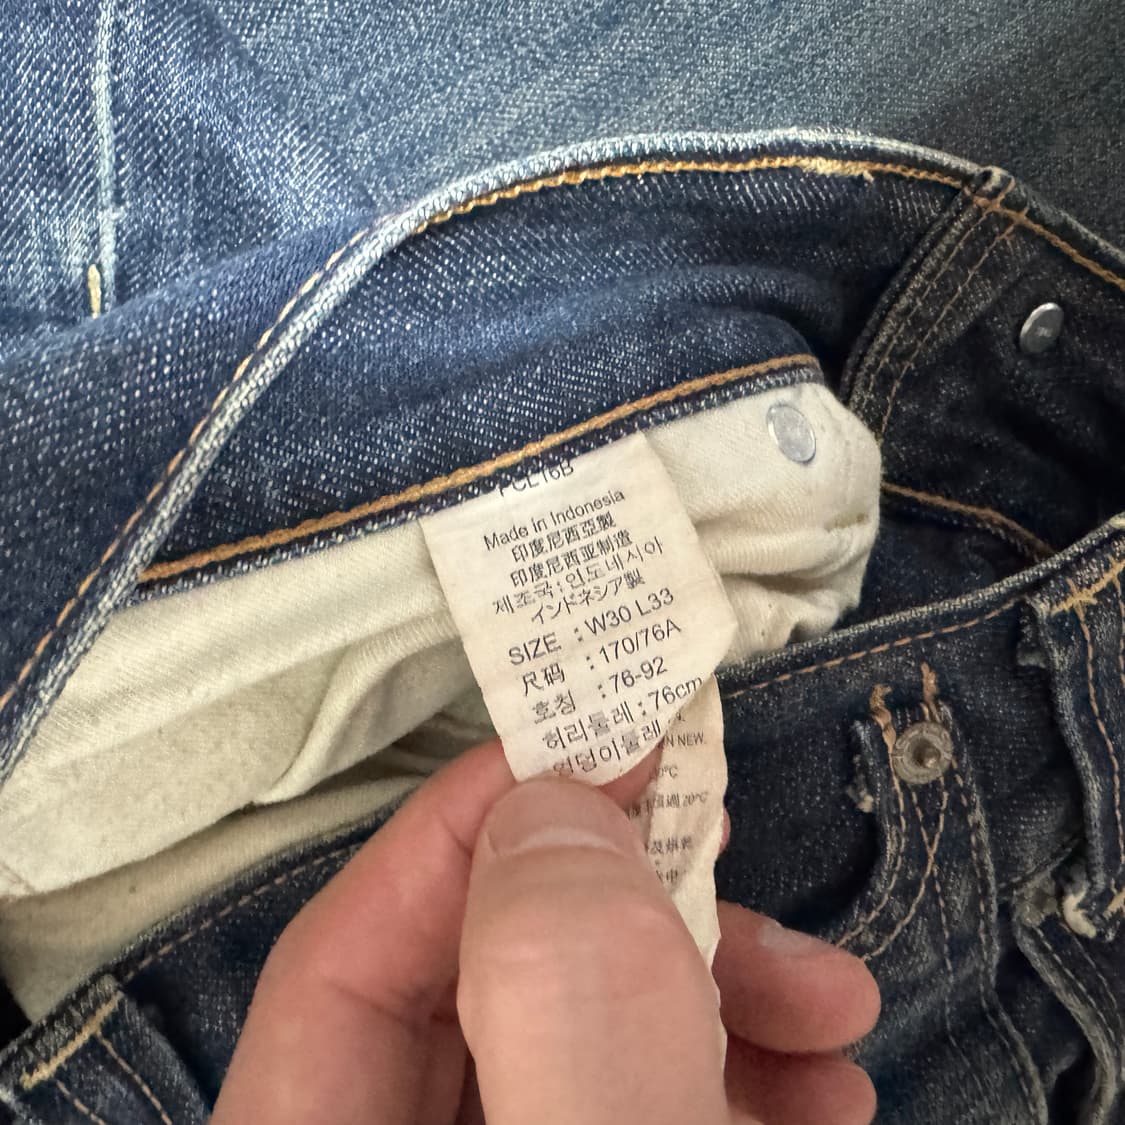 Made in Indonesia
印度尼西亞製
印度尼西亚制造
제조국:인도네시아
インドネシア製
SIZE : W30 L33
尺码 : 170/76A
호칭 : 76-92
허리둘레 : 76cm
엉덩이둘레
N NEW.
20°C